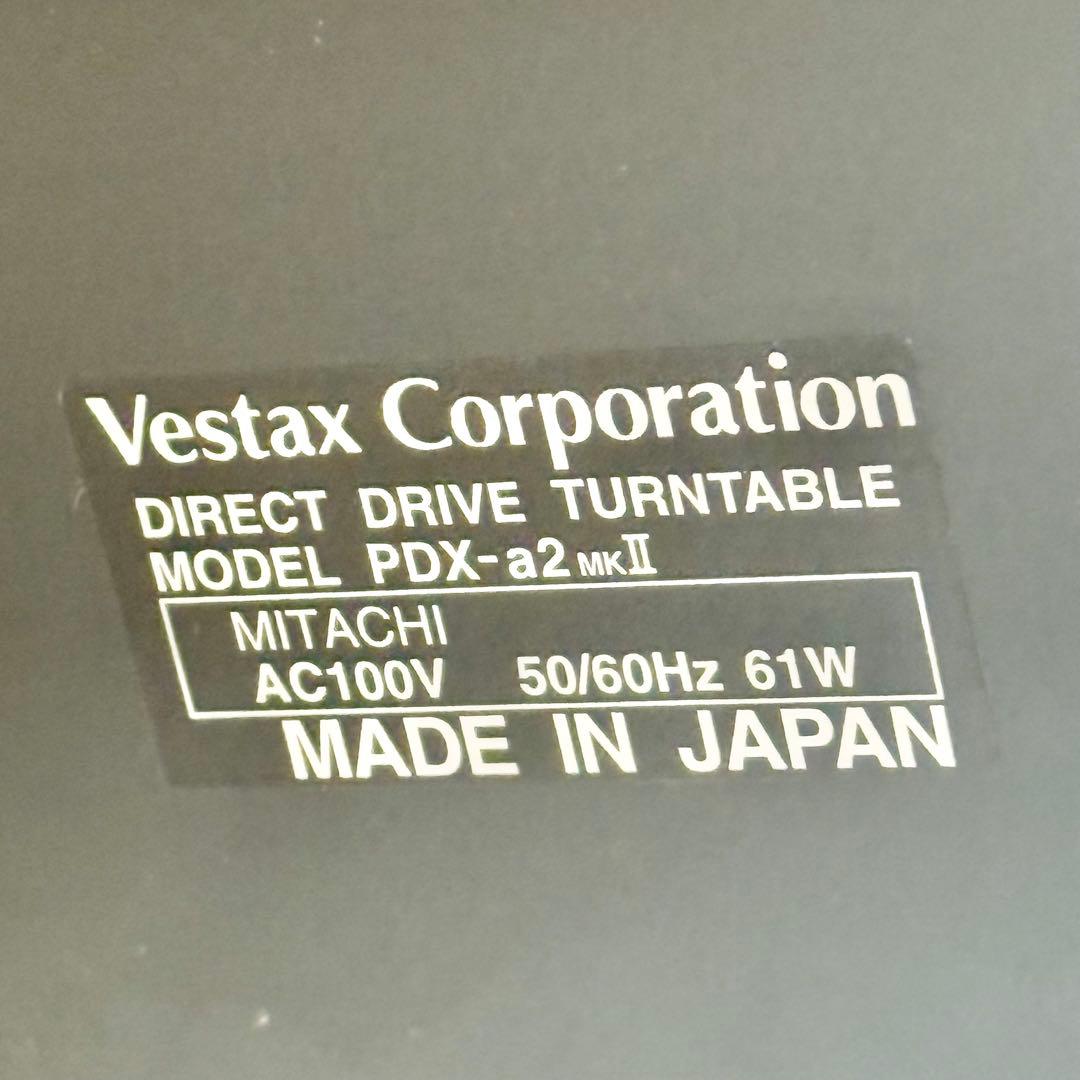 Vestax Corporation
DIRECT DRIVE TURNTABLE
MODEL PDX-a2 MKII
MITACHI
AC100V 50/60Hz 61W
MADE IN JAPAN